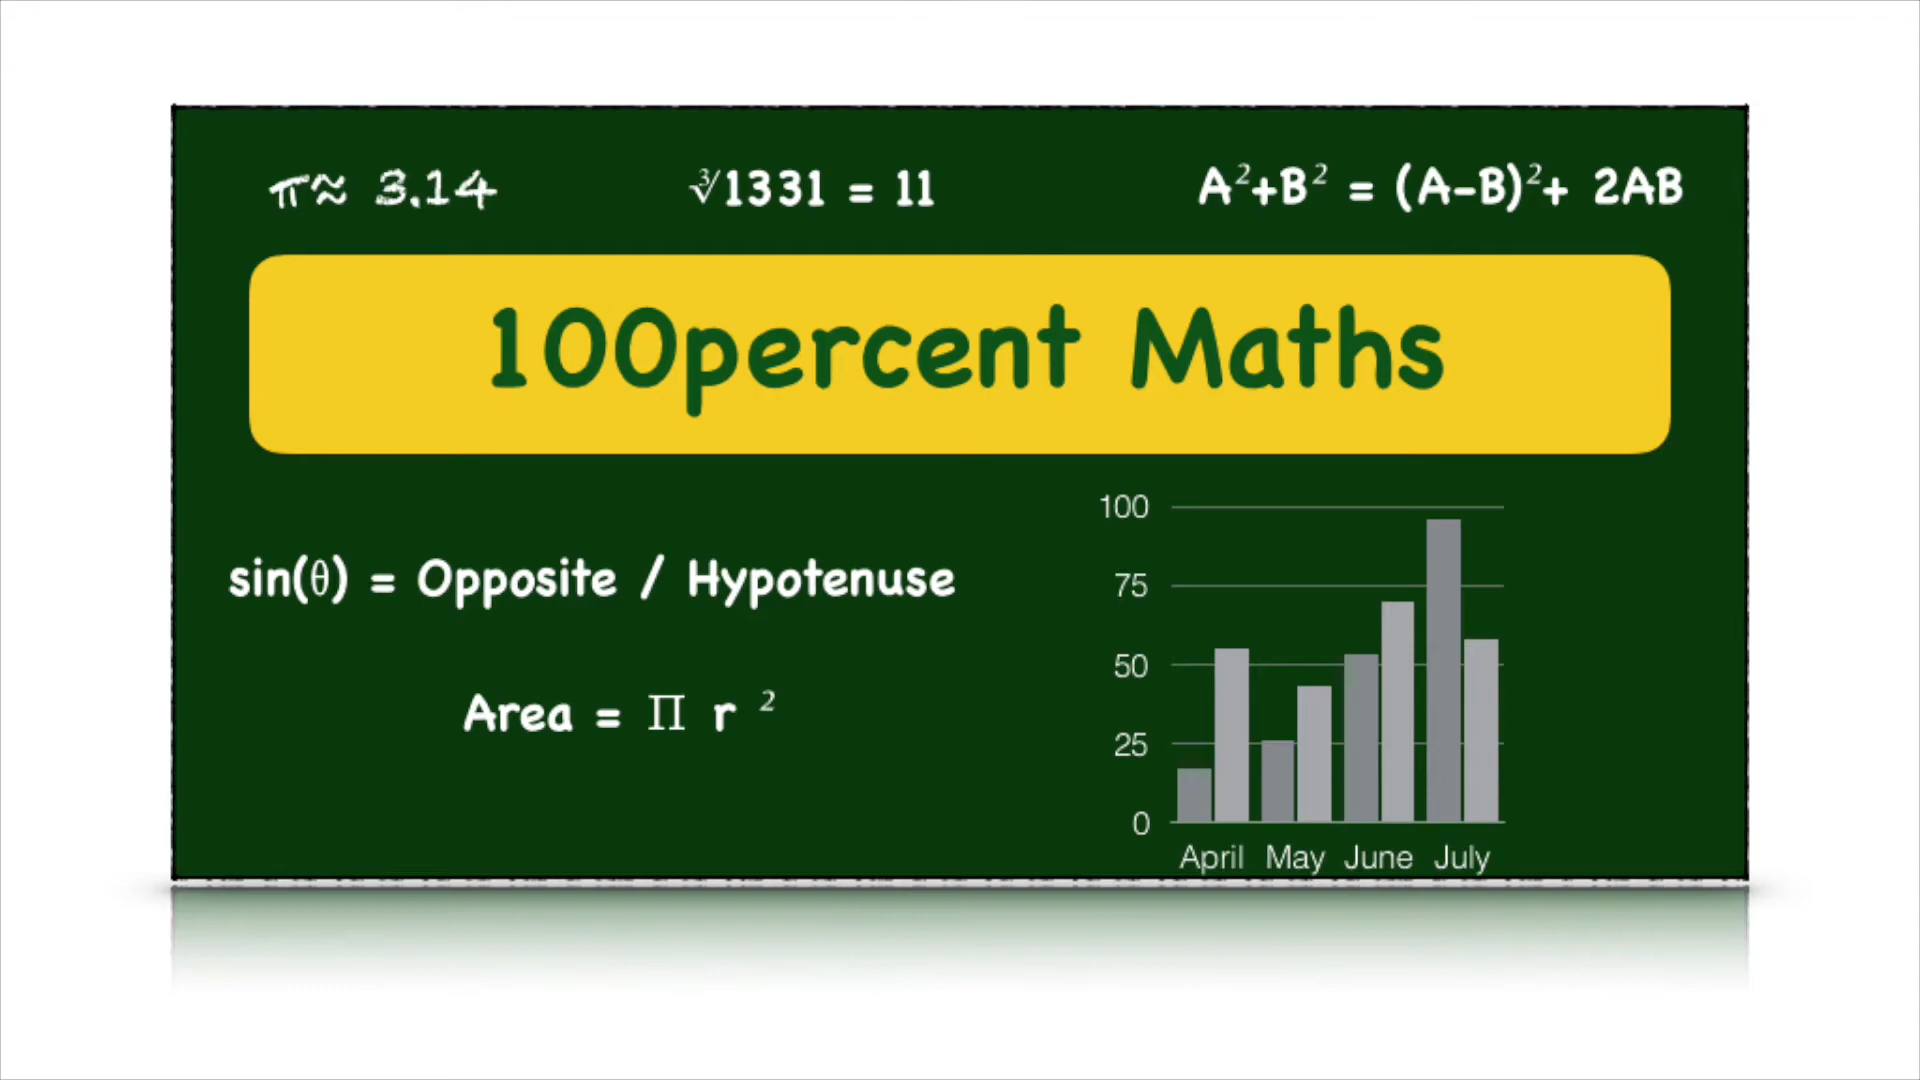 π≈ 3.14
∛1331 = 11
A²+B² = (A-B)²+ 2AB
100percent Maths
sin(θ) = Opposite / Hypotenuse
Area = Π r ²
100
75
50
25
0
April May June July